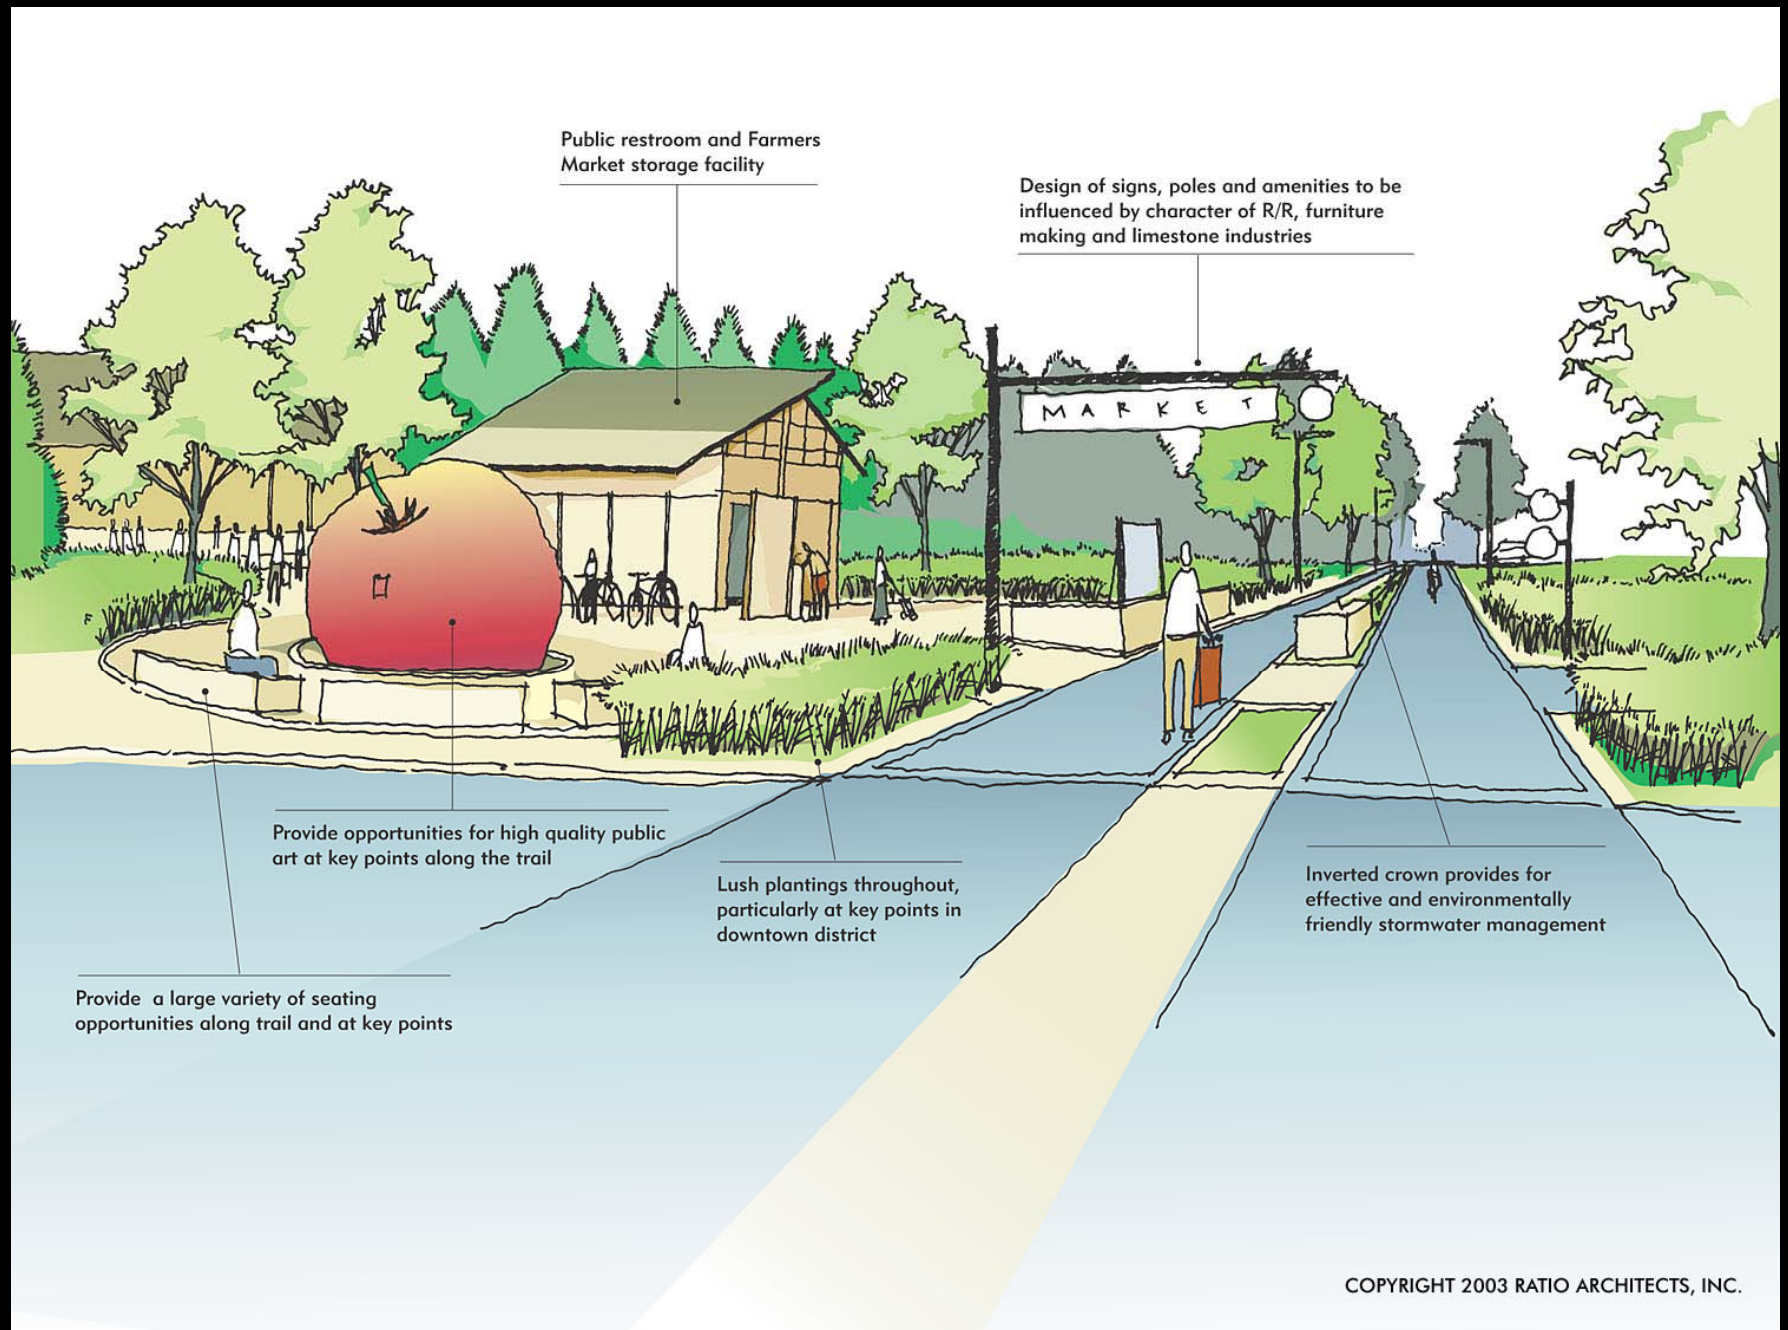 Public restroom and Farmers
Market storage facility
Design of signs, poles and amenities to be
influenced by character of R/R, furniture
making and limestone industries
MARKET
Provide opportunities for high quality public
art at key points along the trail
Lush plantings throughout,
particularly at key points in
downtown district
Inverted crown provides for
effective and environmentally
friendly stormwater management
Provide a large variety of seating
opportunities along trail and at key points
COPYRIGHT 2003 RATIO ARCHITECTS, INC.